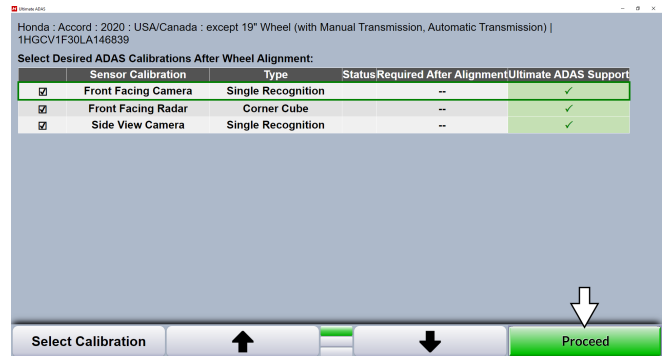 Ultimate ADAS
Honda : Accord : 2020 : USA/Canada : except 19" Wheel (with Manual Transmission, Automatic Transmission) |
1HGCV1F30LA146839
Select Desired ADAS Calibrations After Wheel Alignment:
Sensor Calibration Type Status Required After Alignment Ultimate ADAS Support
Front Facing Camera Single Recognition -- ✓
Front Facing Radar Corner Cube -- ✓
Side View Camera Single Recognition -- ✓
Select Calibration Proceed